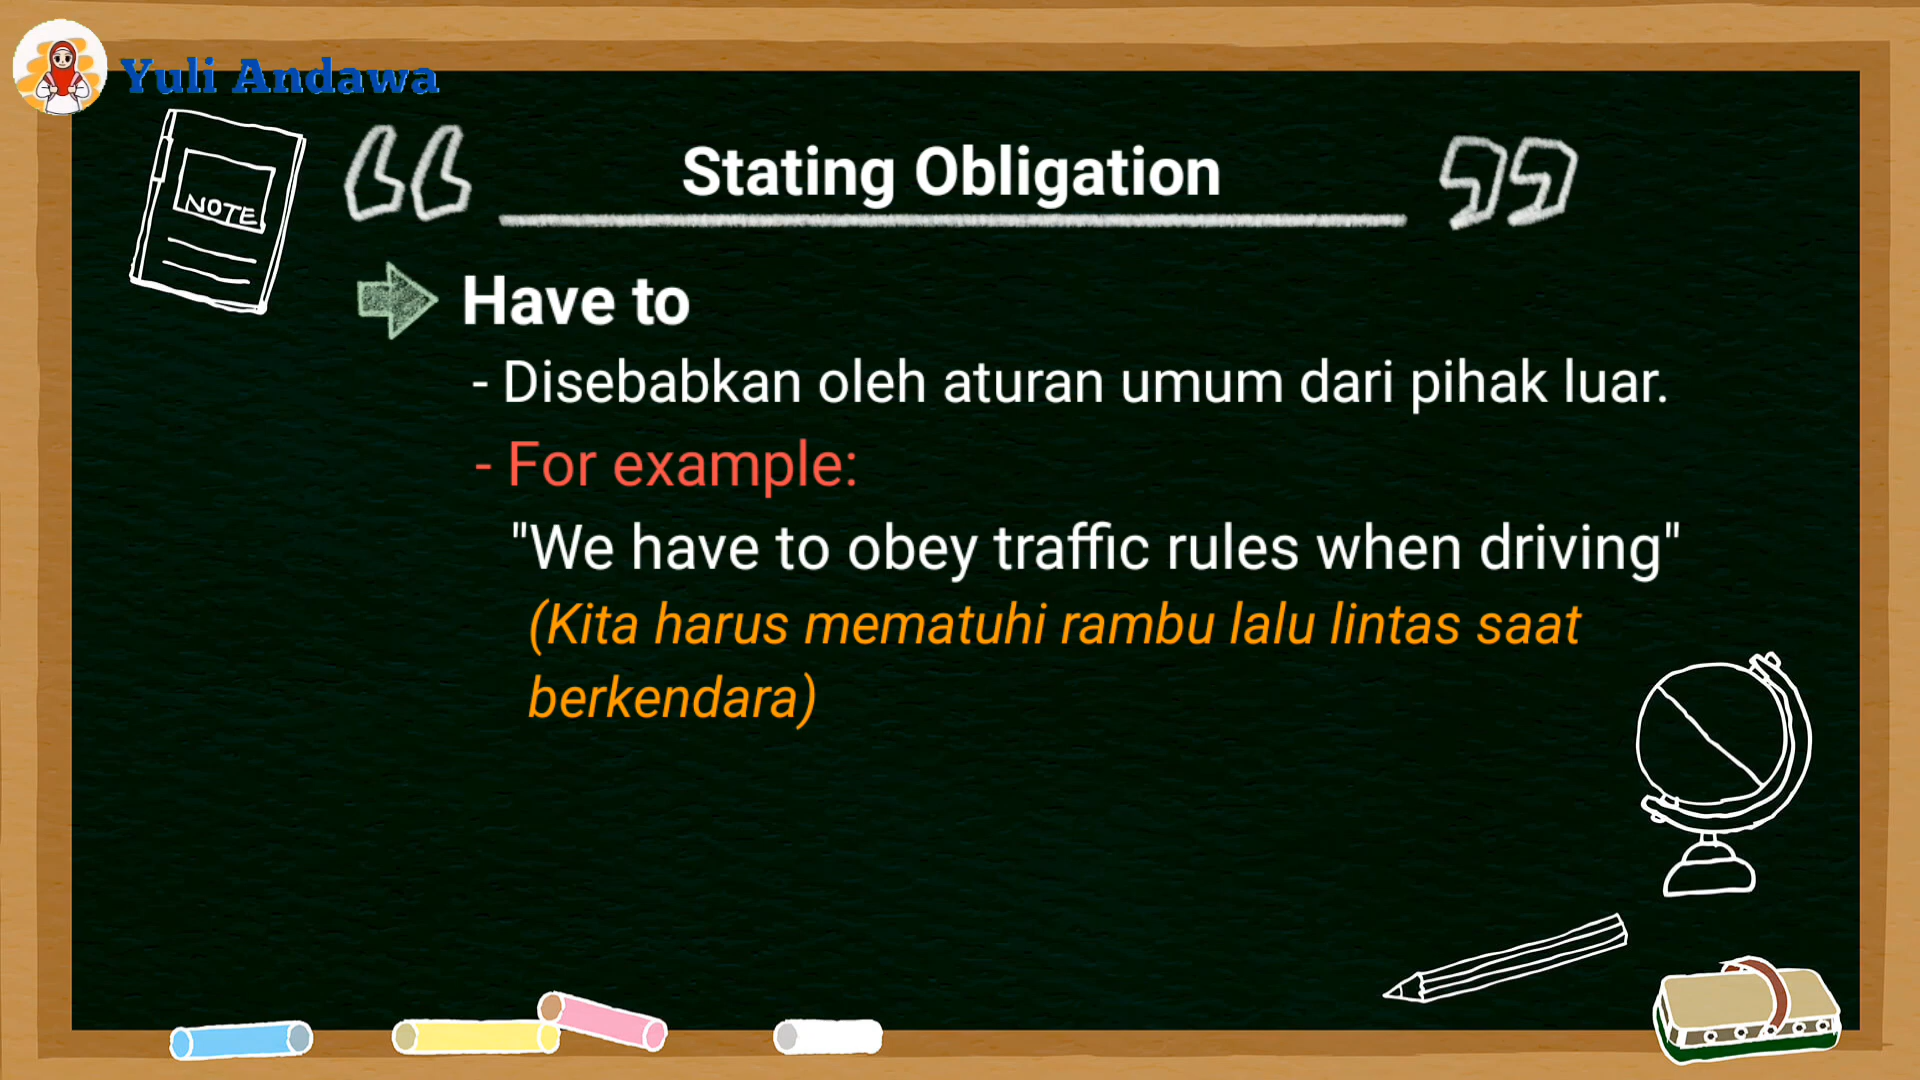 Yuli Andawa
NOTE
Stating Obligation
Have to
- Disebabkan oleh aturan umum dari pihak luar.
- For example:
"We have to obey traffic rules when driving"
(Kita harus mematuhi rambu lalu lintas saat
berkendara)